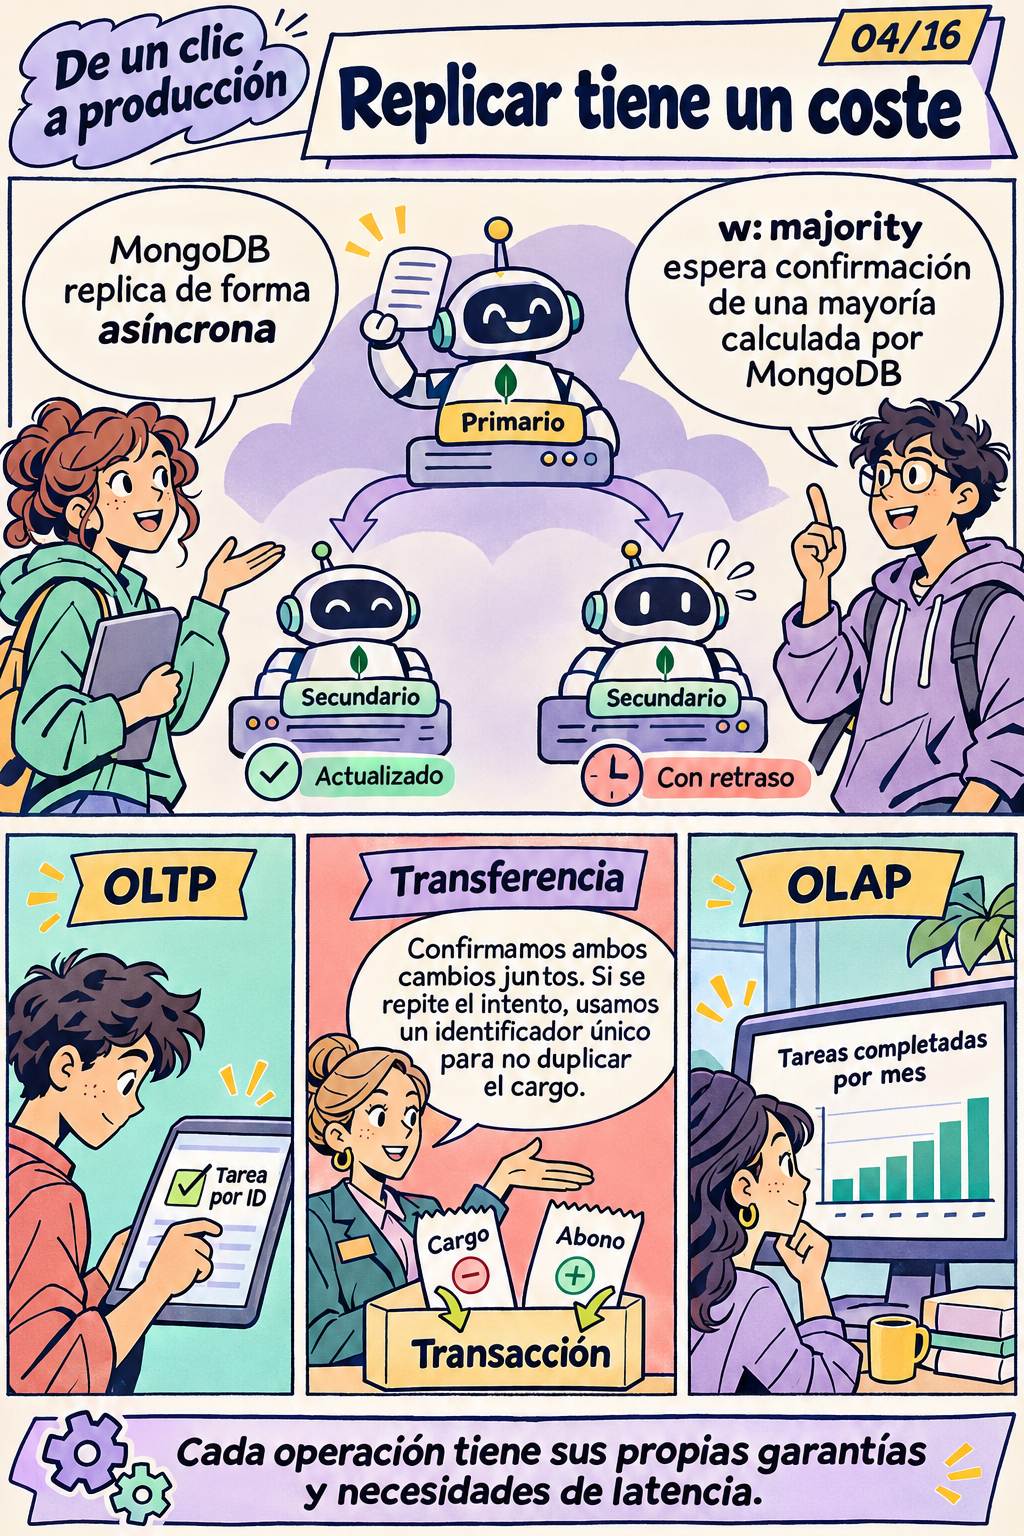 De un clic
a producción
04/16
Replicar tiene un coste
MongoDB
replica de forma
asíncrona
w: majority
espera confirmación
de una mayoría
calculada por
MongoDB
Primario
Secundario
Actualizado
Secundario
Con retraso
OLTP
Tarea
por ID
Transferencia
Confirmamos ambos
cambios juntos. Si se
repite el intento, usamos
un identificador único
para no duplicar
el cargo.
Cargo
Abono
Transacción
OLAP
Tareas completadas
por mes
Cada operación tiene sus propias garantías
y necesidades de latencia.